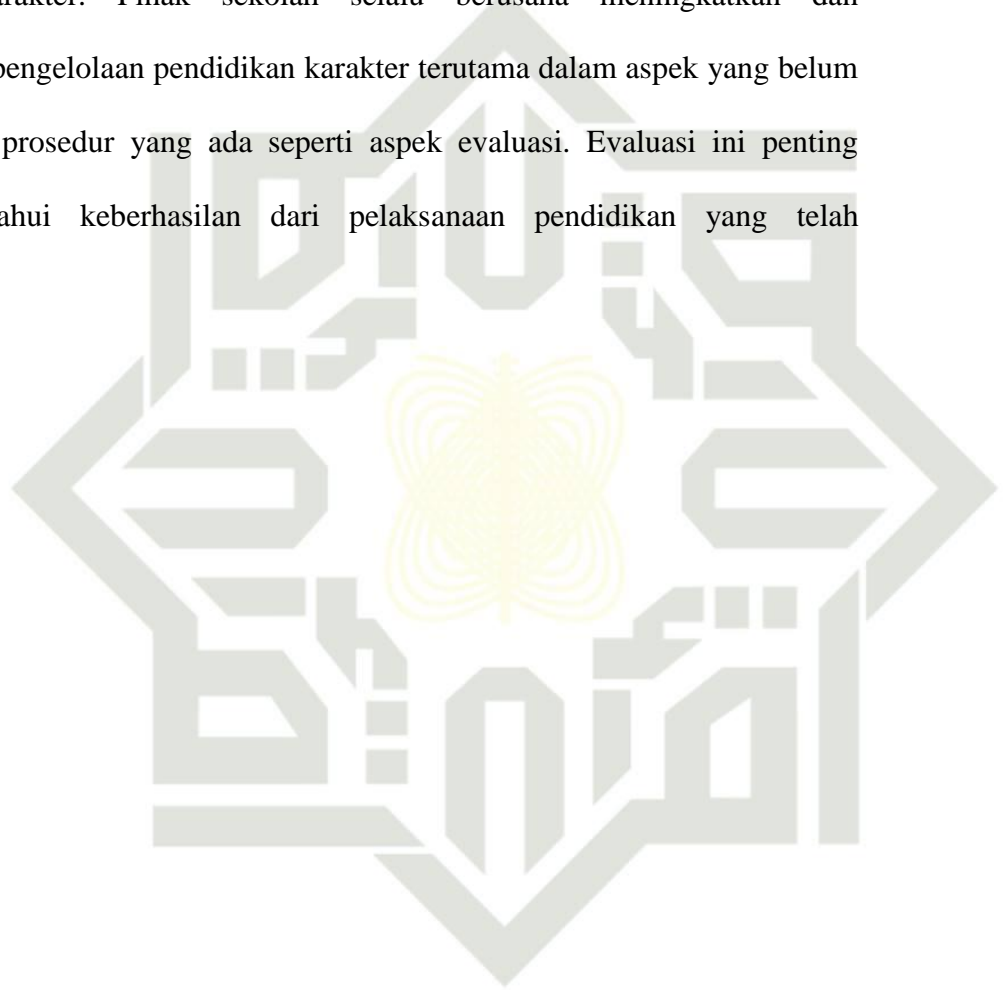 arakter. Pihak sekolah selalu berusaha meningkatkan dan
pengelolaan pendidikan karakter terutama dalam aspek yang belum
prosedur yang ada seperti aspek evaluasi. Evaluasi ini penting
ahui keberhasilan dari pelaksanaan pendidikan yang telah